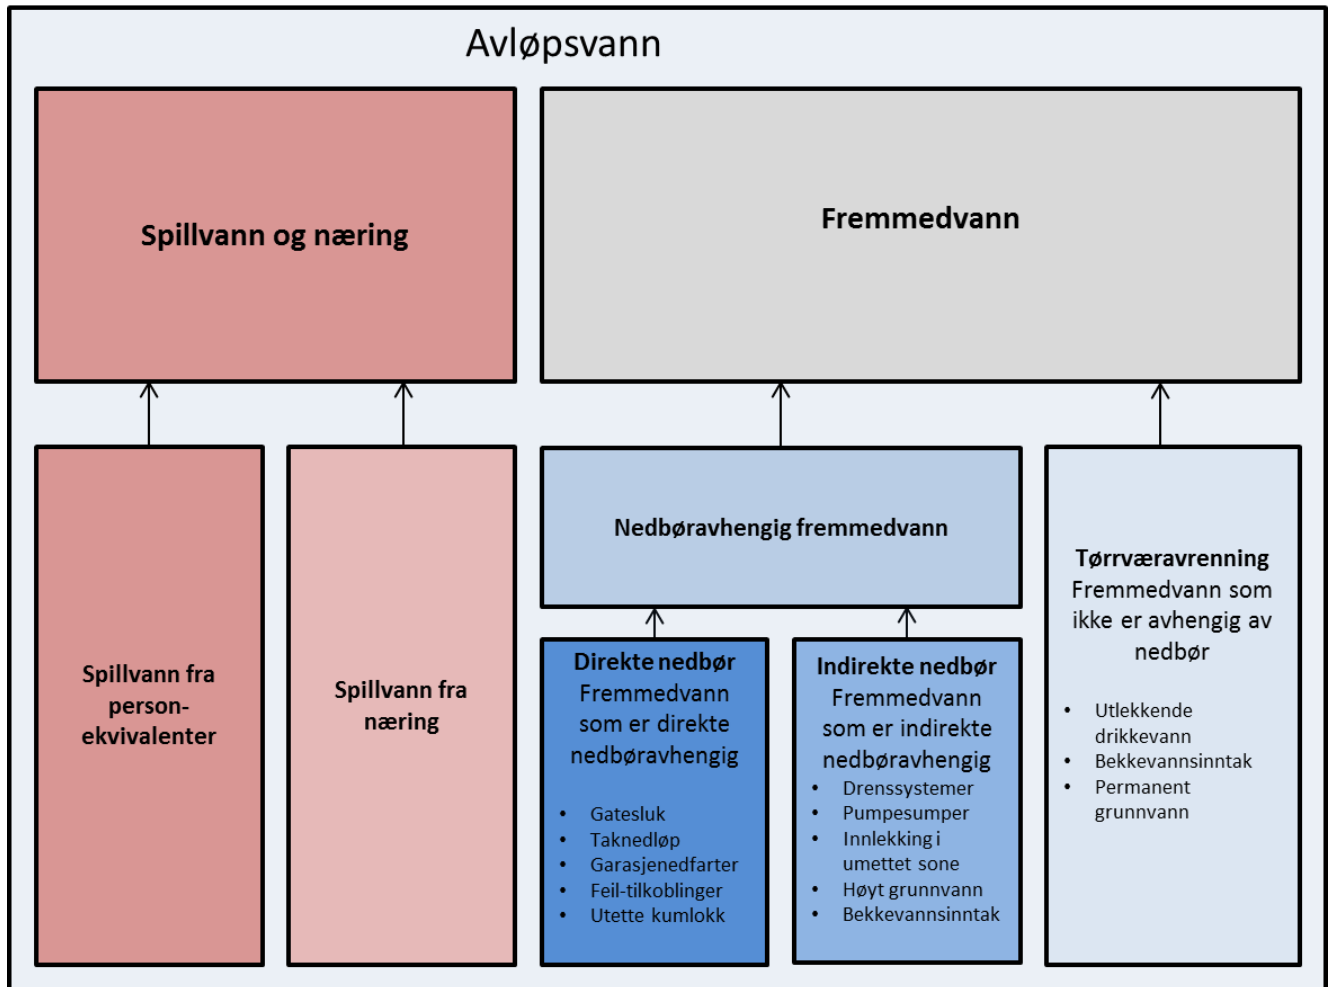 Avløpsvann
Spillvann og næring
Fremmedvann
Spillvann fra
person-
ekvivalenter
Spillvann fra
næring
Nedbøravhengig fremmedvann
Direkte nedbør
Fremmedvann
som er direkte
nedbøravhengig
• Gatesluk
• Taknedløp
• Garasjenedfarter
• Feil-tilkoblinger
• Utette kumlokk
Indirekte nedbør
Fremmedvann
som er indirekte
nedbøravhengig
• Drenssystemer
• Pumpesumper
• Innlekking i
umettet sone
• Høyt grunnvann
• Bekkevannsinntak
Tørrværavrenning
Fremmedvann som
ikke er avhengig av
nedbør
• Utlekkende
drikkevann
• Bekkevannsinntak
• Permanent
grunnvann